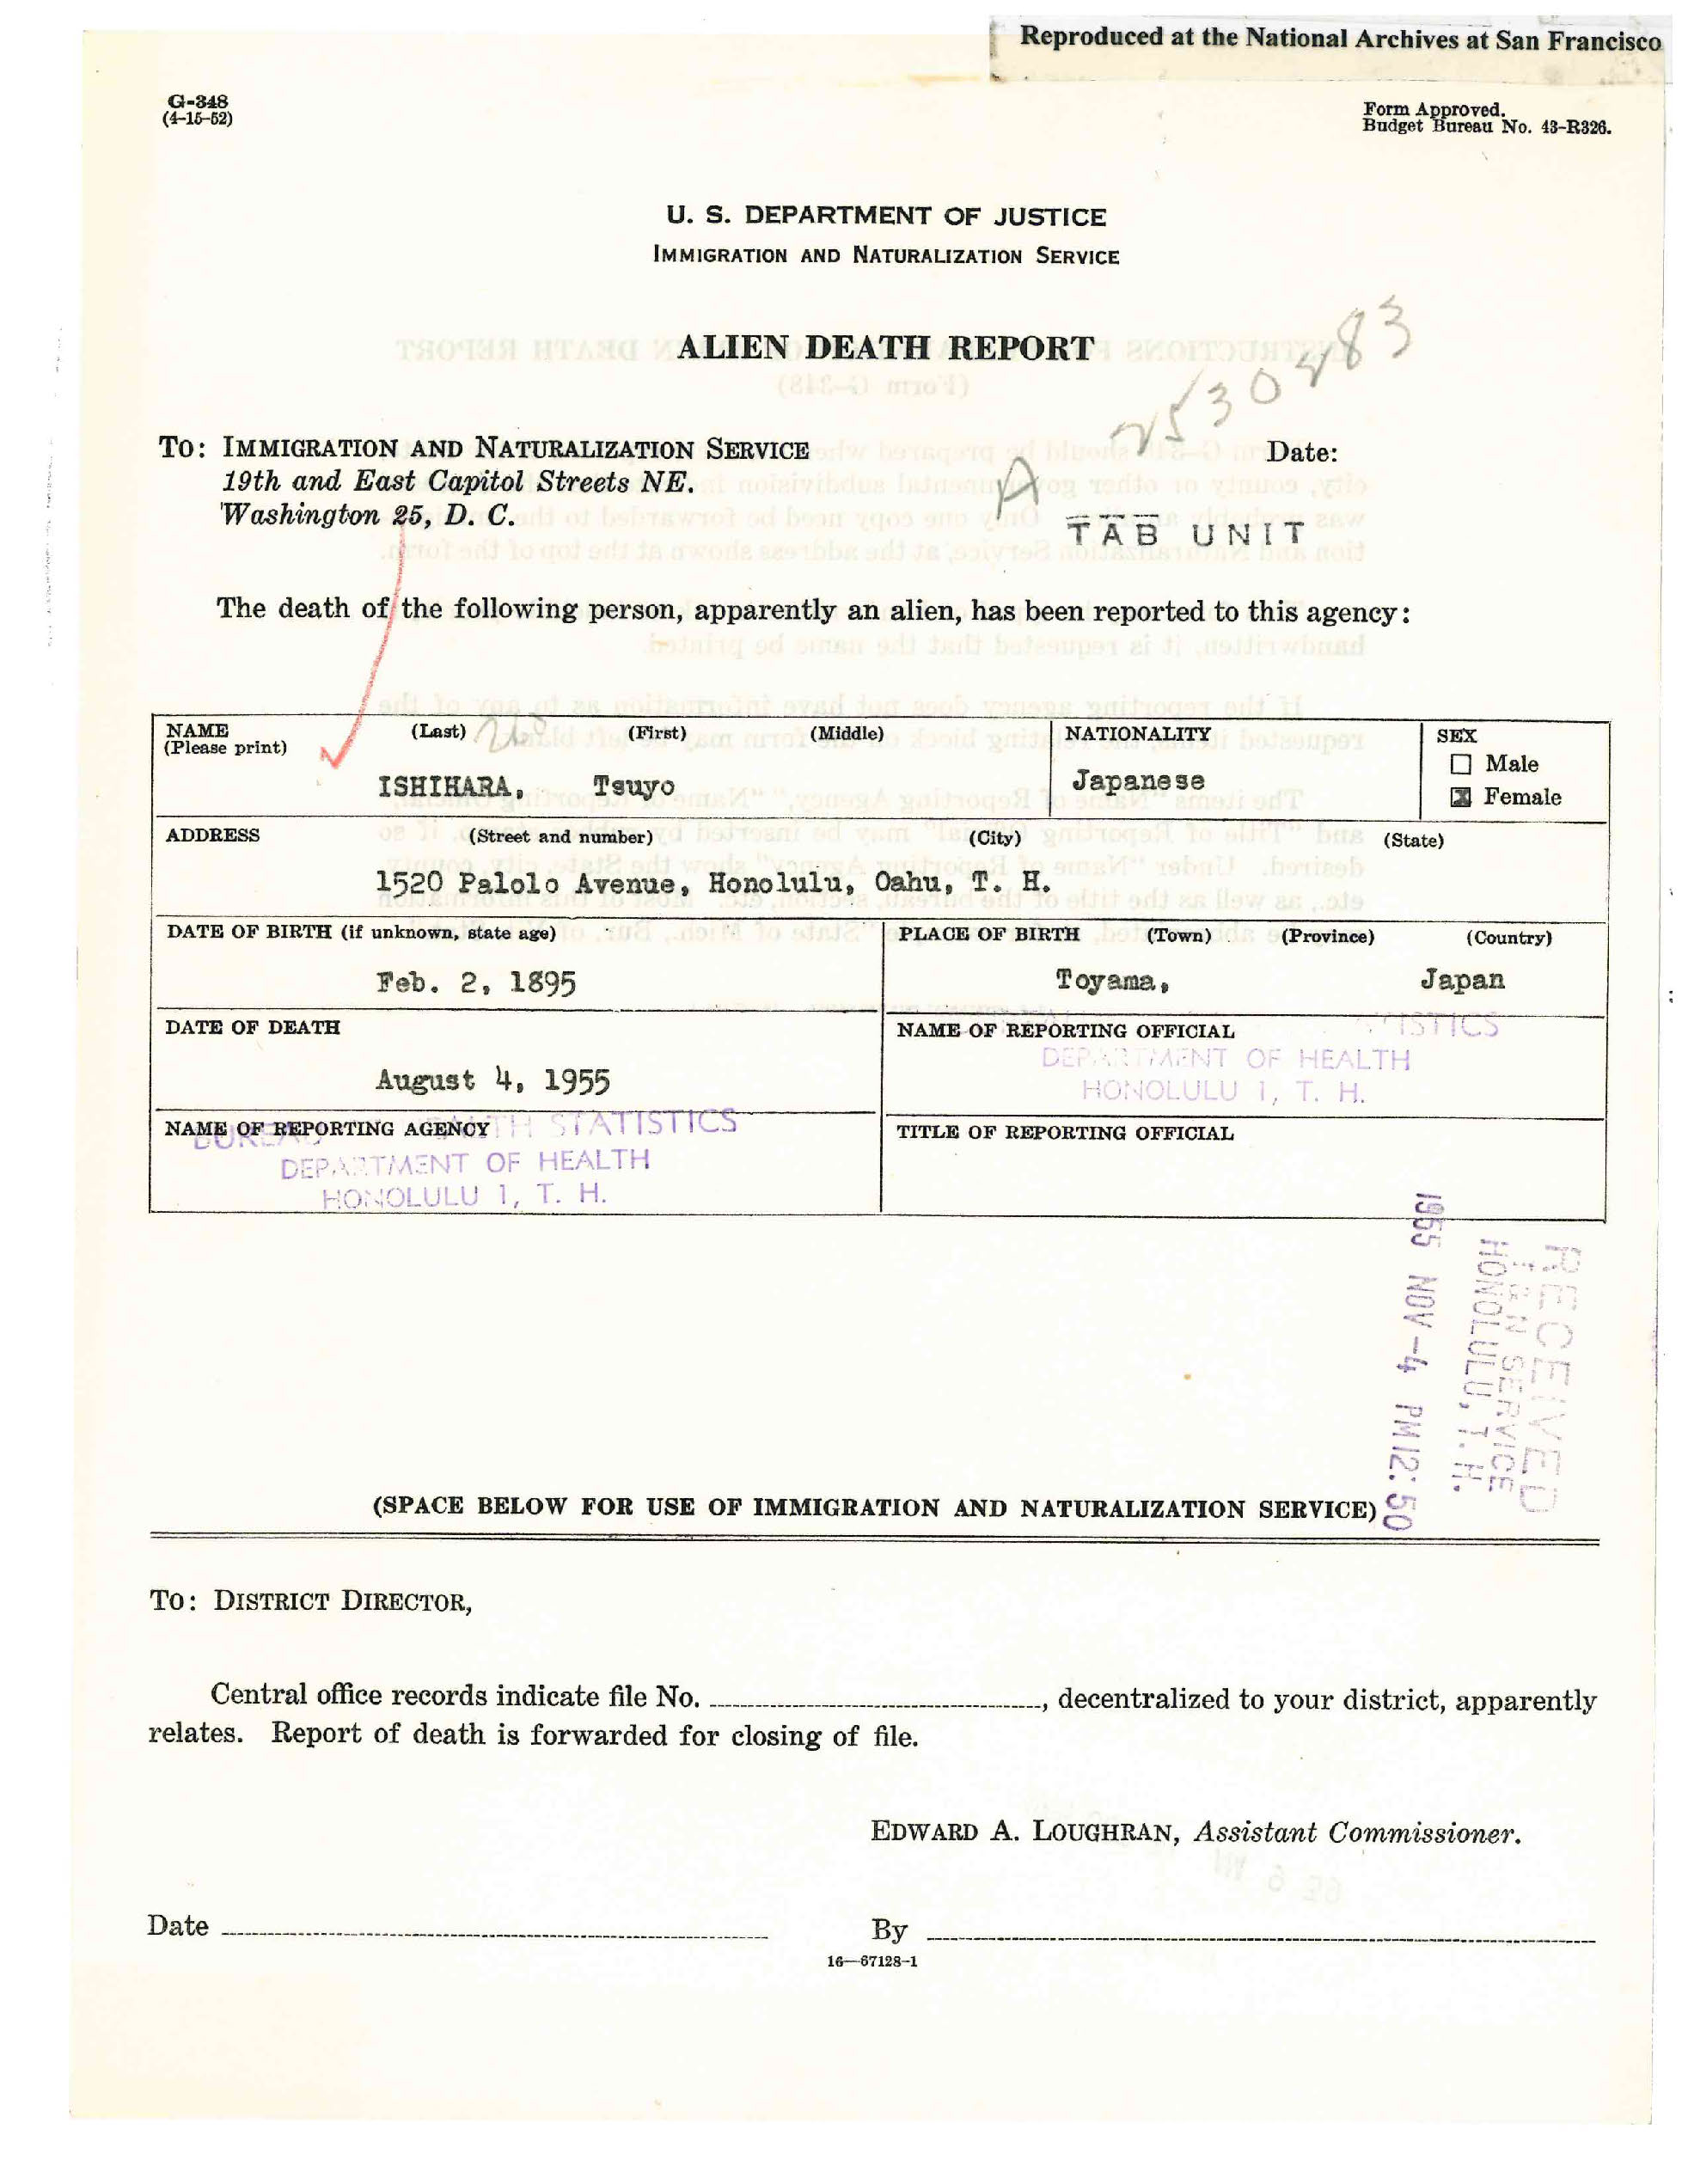 Reproduced at the National Archives at San Francisco
G-348
(4-15-52)
Form Approved.
Budget Bureau No. 43-R326.
U. S. DEPARTMENT OF JUSTICE
IMMIGRATION AND NATURALIZATION SERVICE
ALIEN DEATH REPORT
A
TO: IMMIGRATION AND NATURALIZATION SERVICE
19th and East Capitol Streets NE.
Washington 25, D. C.
Date:
TAB UNIT
The death of the following person, apparently an alien, has been reported to this agency:
NAME (Last) (First) (Middle)
(Please print)
ISHIHARA, Tsuyo
NATIONALITY
Japanese
SEX
Male
Female
ADDRESS (Street and number) (City) (State)
1520 Palolo Avenue, Honolulu, Oahu, T. H.
DATE OF BIRTH (if unknown, state age)
Feb. 2, 1895
PLACE OF BIRTH (Town) (Province) (Country)
Toyama, Japan
DATE OF DEATH
August 4, 1955
NAME OF REPORTING OFFICIAL
DEPARTMENT OF HEALTH
HONOLULU 1, T. H.
NAME OF REPORTING AGENCY
BUREAU HEALTH STATISTICS
DEPARTMENT OF HEALTH
HONOLULU 1, T. H.
TITLE OF REPORTING OFFICIAL
RECEIVED
SERVICE
HONOLULU, T. H.
1955 NOV -4 PM 12:50
(SPACE BELOW FOR USE OF IMMIGRATION AND NATURALIZATION SERVICE)
TO: DISTRICT DIRECTOR,
Central office records indicate file No. , decentralized to your district, apparently
relates. Report of death is forwarded for closing of file.
EDWARD A. LOUGHRAN, Assistant Commissioner.
Date
By
16—67128-1